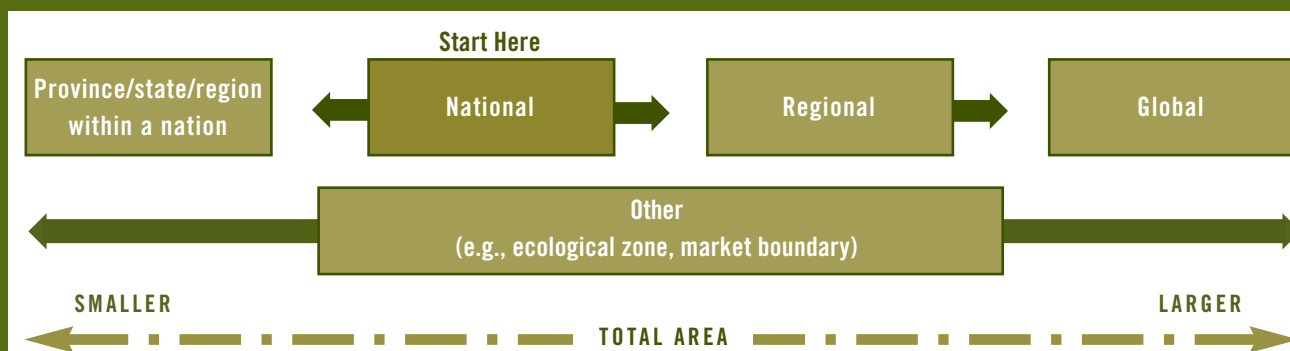 Start Here
Province/state/region
within a nation
National
Regional
Global
Other
(e.g., ecological zone, market boundary)
SMALLER
LARGER
TOTAL AREA